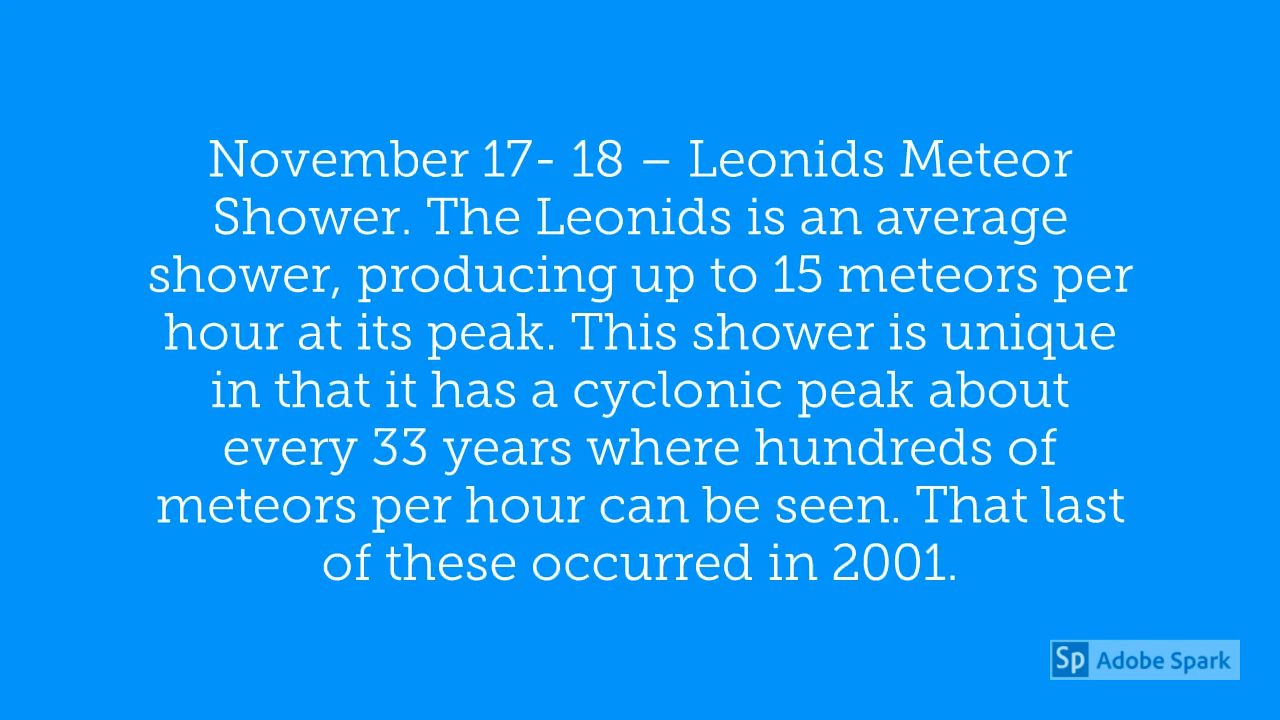 November 17- 18 – Leonids Meteor
Shower. The Leonids is an average
shower, producing up to 15 meteors per
hour at its peak. This shower is unique
in that it has a cyclonic peak about
every 33 years where hundreds of
meteors per hour can be seen. That last
of these occurred in 2001.
Sp Adobe Spark